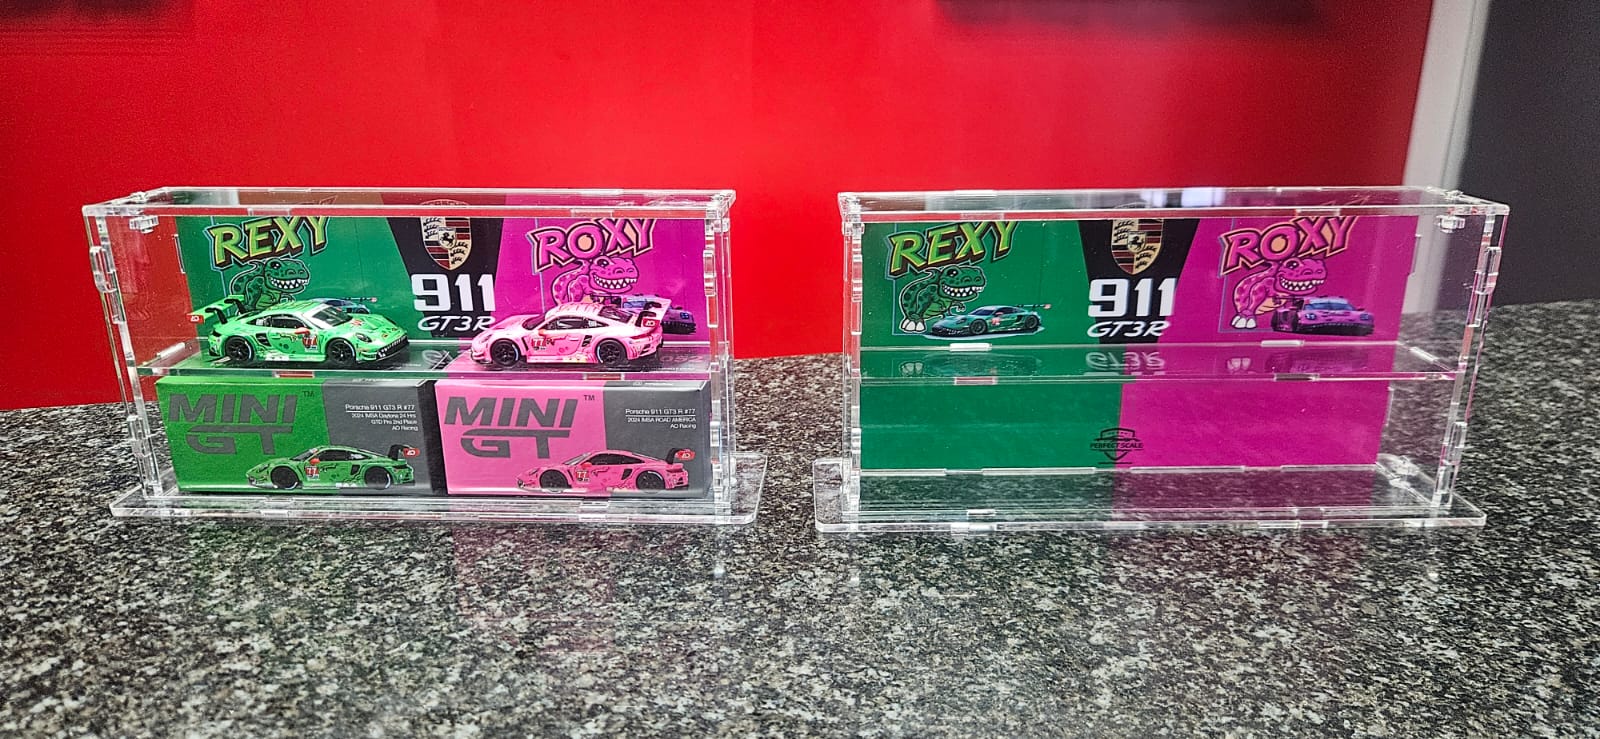 REXY
911
GT3R
ROXY
MINI
GT
TM
Porsche 911 GT3 R #77
2024 IMSA Daytona 24 Hrs
GTD Pro 2nd Place
AO Racing
MINI
GT
TM
Porsche 911 GT3 R #77
2024 IMSA ROAD AMERICA
AO Racing
REXY
911
GT3R
ROXY
PERFECT SCALE